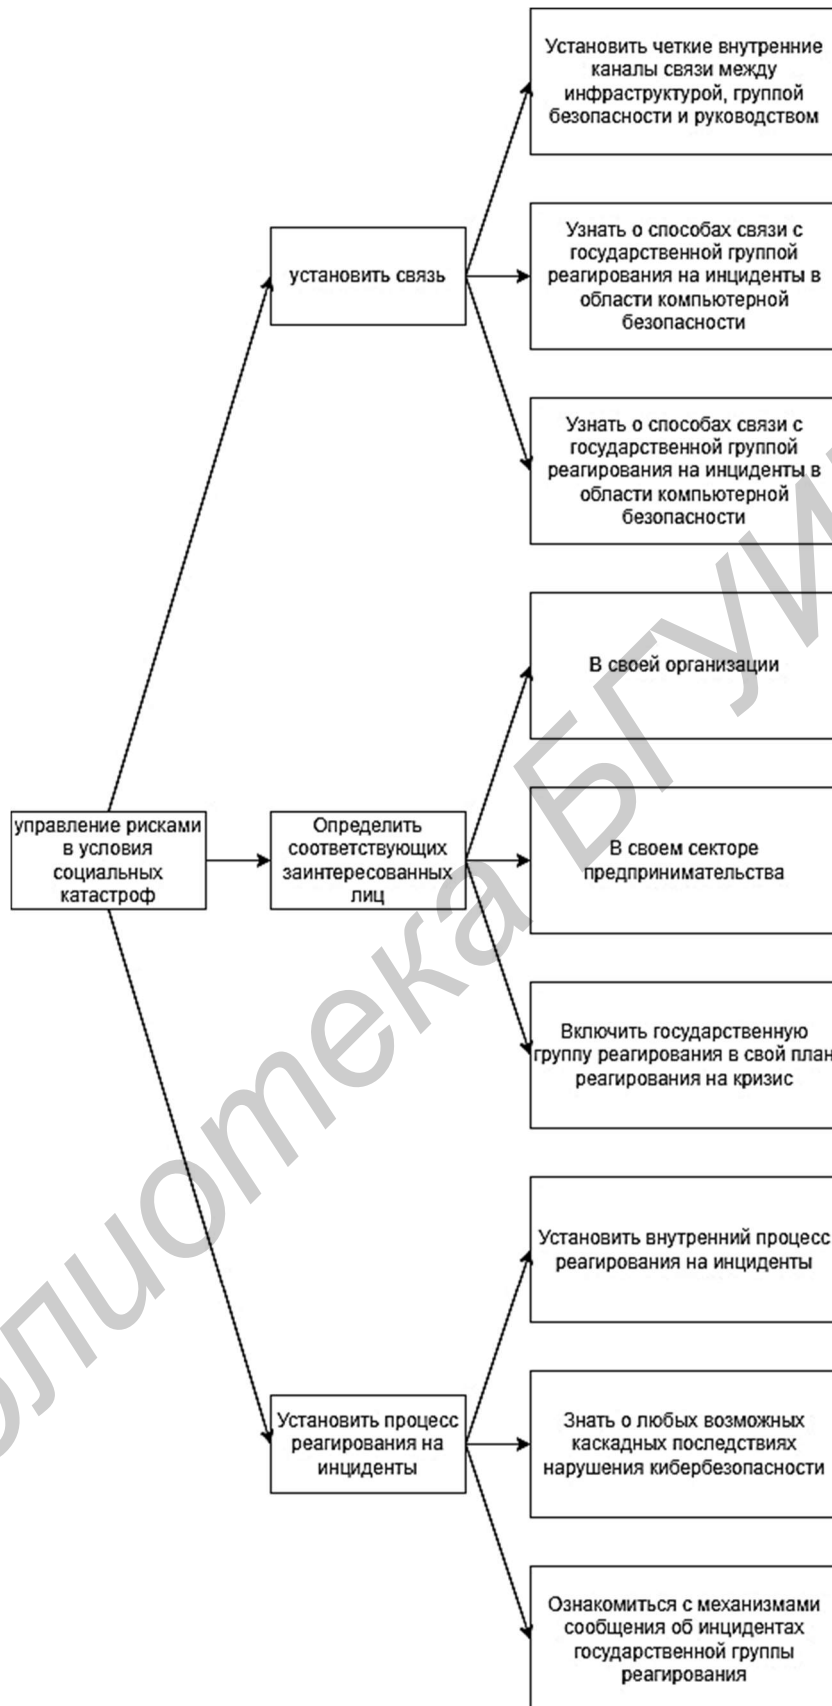 Установить четкие внутренние
каналы связи между
инфраструктурой, группой
безопасности и руководством
установить связь
Узнать о способах связи с
государственной группой
реагирования на инциденты в
области компьютерной
безопасности
Узнать о способах связи с
государственной группой
реагирования на инциденты в
области компьютерной
безопасности
В своей организации
управление рисками
в условия
социальных
катастроф
Определить
соответствующих
заинтересованных
лиц
В своем секторе
предпринимательства
Включить государственную
группу реагирования в свой план
реагирования на кризис
Установить внутренний процесс
реагирования на инциденты
Установить процесс
реагирования на
инциденты
Знать о любых возможных
каскадных последствиях
нарушения кибербезопасности
Ознакомиться с механизмами
сообщения об инцидентах
государственной группы
реагирования